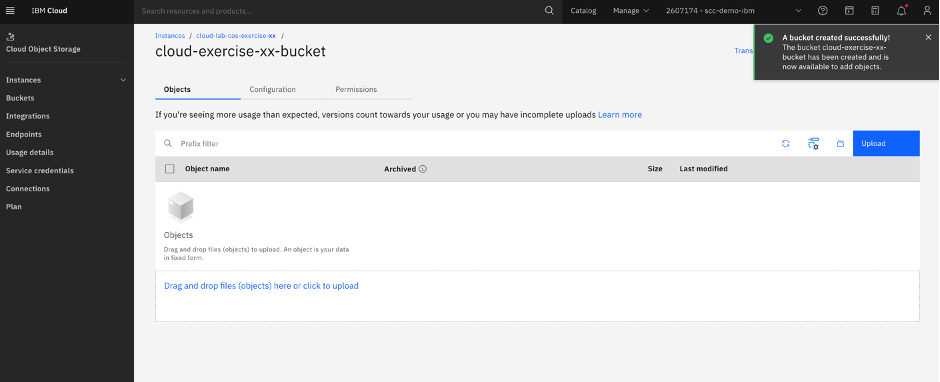 IBM Cloud
Search resources and products...
Catalog
Manage
2607174 - scc-demo-ibm
Cloud Object Storage
Instances
Buckets
Integrations
Endpoints
Usage details
Service credentials
Connections
Plan
Instances / cloud-lab-cos-exercise-xx /
cloud-exercise-xx-bucket
A bucket created successfully!
The bucket cloud-exercise-xx-
bucket has been created and is
now available to add objects.
Objects
Configuration
Permissions
If you're seeing more usage than expected, versions count towards your usage or you may have incomplete uploads Learn more
Prefix filter
Upload
Object name
Archived
Size
Last modified
Objects
Drag and drop files (objects) to upload. An object is your data
in fixed form.
Drag and drop files (objects) here or click to upload